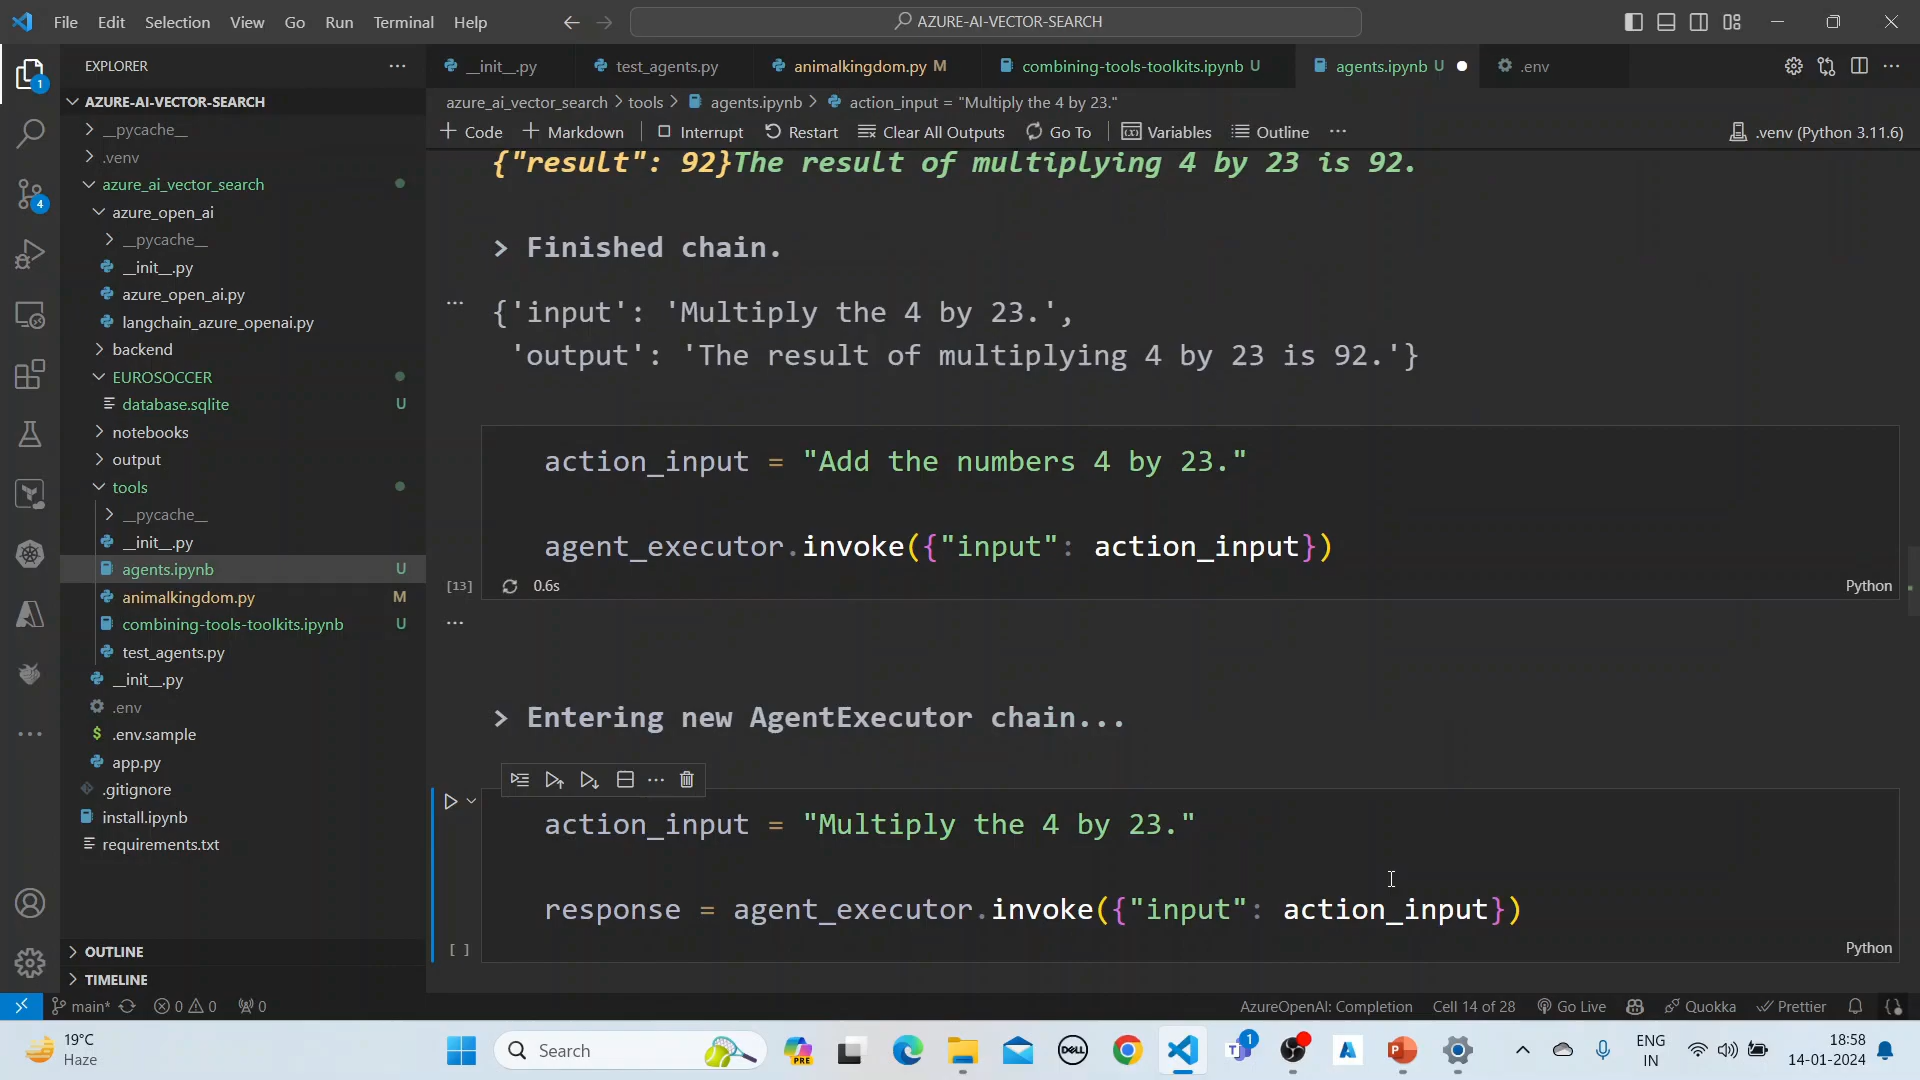 File Edit Selection View Go Run Terminal Help
AZURE-AI-VECTOR-SEARCH
EXPLORER
AZURE-AI-VECTOR-SEARCH
__pycache__
.venv
azure_ai_vector_search
azure_open_ai
__pycache__
__init__.py
azure_open_ai.py
langchain_azure_openai.py
backend
EUROSOCCER
database.sqlite U
notebooks
output
tools
__pycache__
__init__.py
agents.ipynb U
animalkingdom.py M
combining-tools-toolkits.ipynb U
test_agents.py
__init__.py
.env
.env.sample
app.py
.gitignore
install.ipynb
requirements.txt
OUTLINE
TIMELINE
1
4
__init__.py test_agents.py animalkingdom.py M combining-tools-toolkits.ipynb U agents.ipynb U .env
azure_ai_vector_search > tools > agents.ipynb > action_input = "Multiply the 4 by 23."
+ Code + Markdown Interrupt Restart Clear All Outputs Go To Variables Outline ... .venv (Python 3.11.6)
{"result": 92}The result of multiplying 4 by 23 is 92.
> Finished chain.
{'input': 'Multiply the 4 by 23.',
'output': 'The result of multiplying 4 by 23 is 92.'}
action_input = "Add the numbers 4 by 23."
agent_executor.invoke({"input": action_input})
[13] 0.6s Python
> Entering new AgentExecutor chain...
action_input = "Multiply the 4 by 23."
response = agent_executor.invoke({"input": action_input})
[ ] Python
main* 0 0 0 AzureOpenAI: Completion Cell 14 of 28 Go Live Quokka Prettier
19°C
Haze
Search
PRE
DELL
1
ENG
IN
18:58
14-01-2024